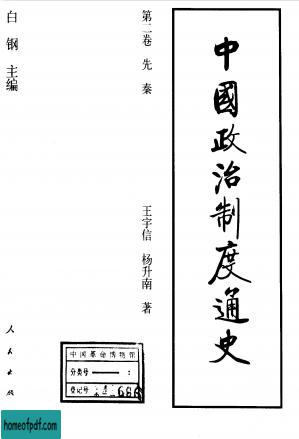 中國政治制度通史
第二卷 先秦
王宇信 杨升南 著
白钢 主编
人民出版社
中国革命博物馆
分类号
登记号
homeofpdf.com